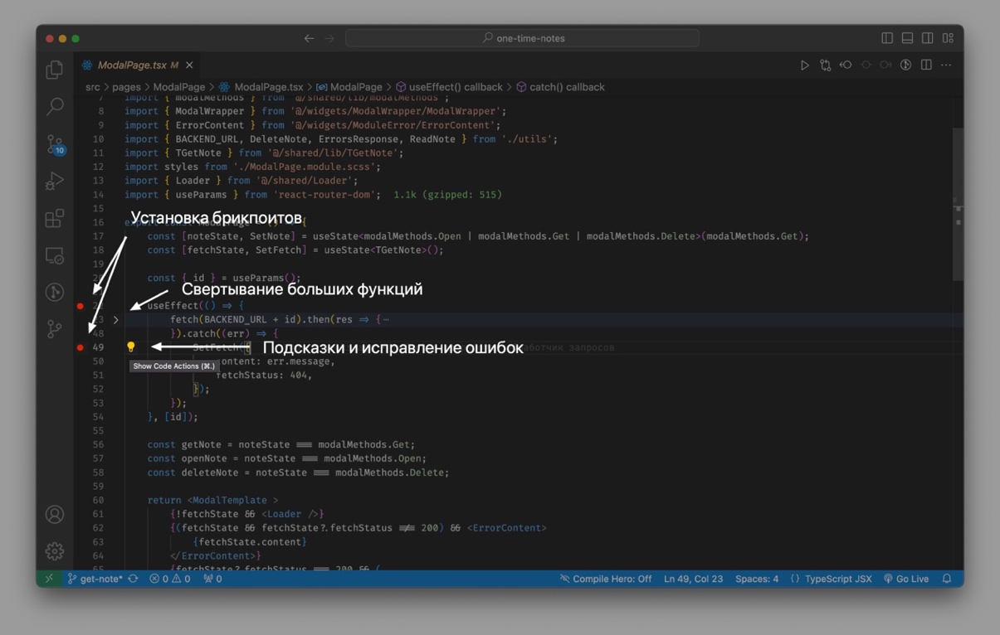 one-time-notes
ModalPage.tsx M
src > pages > ModalPage > ModalPage.tsx > ModalPage > useEffect() callback > catch() callback
7 import { modalMethods } from '@/shared/lib/modalMethods';
8 import { ModalWrapper } from '@/widgets/ModalWrapper/ModalWrapper';
9 import { ErrorContent } from '@/widgets/ModuleError/ErrorContent';
10 import { BACKEND_URL, DeleteNote, ErrorsResponse, ReadNote } from './utils';
11 import { TGetNote } from '@/shared/lib/TGetNote';
12 import styles from './ModalPage.module.scss';
13 import { Loader } from '@/shared/Loader';
14 import { useParams } from 'react-router-dom'; 1.1k (gzipped: 515)
15
Установка брикпоитов
16 export const ModalPage = () => {
17 const [noteState, SetNote] = useState<modalMethods.Open | modalMethods.Get | modalMethods.Delete>(modalMethods.Get);
18 const [fetchState, SetFetch] = useState<TGetNote>();
19
20 const { id } = useParams();
Свертывание больших функций
useEffect(() => {
23 fetch(BACKEND_URL + id).then(res => {
48 }).catch((err) => {
49 SetFetch({
Подсказки и исправление ошибок
запросов
Show Code Actions (⌘.)
50 content: err.message,
51 fetchStatus: 404,
52 });
53 });
54 }, [id]);
55
56 const getNote = noteState === modalMethods.Get;
57 const openNote = noteState === modalMethods.Open;
58 const deleteNote = noteState === modalMethods.Delete;
59
60 return <ModalTemplate >
61 {!fetchState && <Loader />}
62 {(fetchState && fetchState?.fetchStatus !== 200) && <ErrorContent>
63 {fetchState.content}
64 </ErrorContent>}
65 {fetchState?.fetchStatus === 200 && (
10
get-note* 0 0 0 Compile Hero: Off Ln 49, Col 23 Spaces: 4 {} TypeScript JSX Go Live